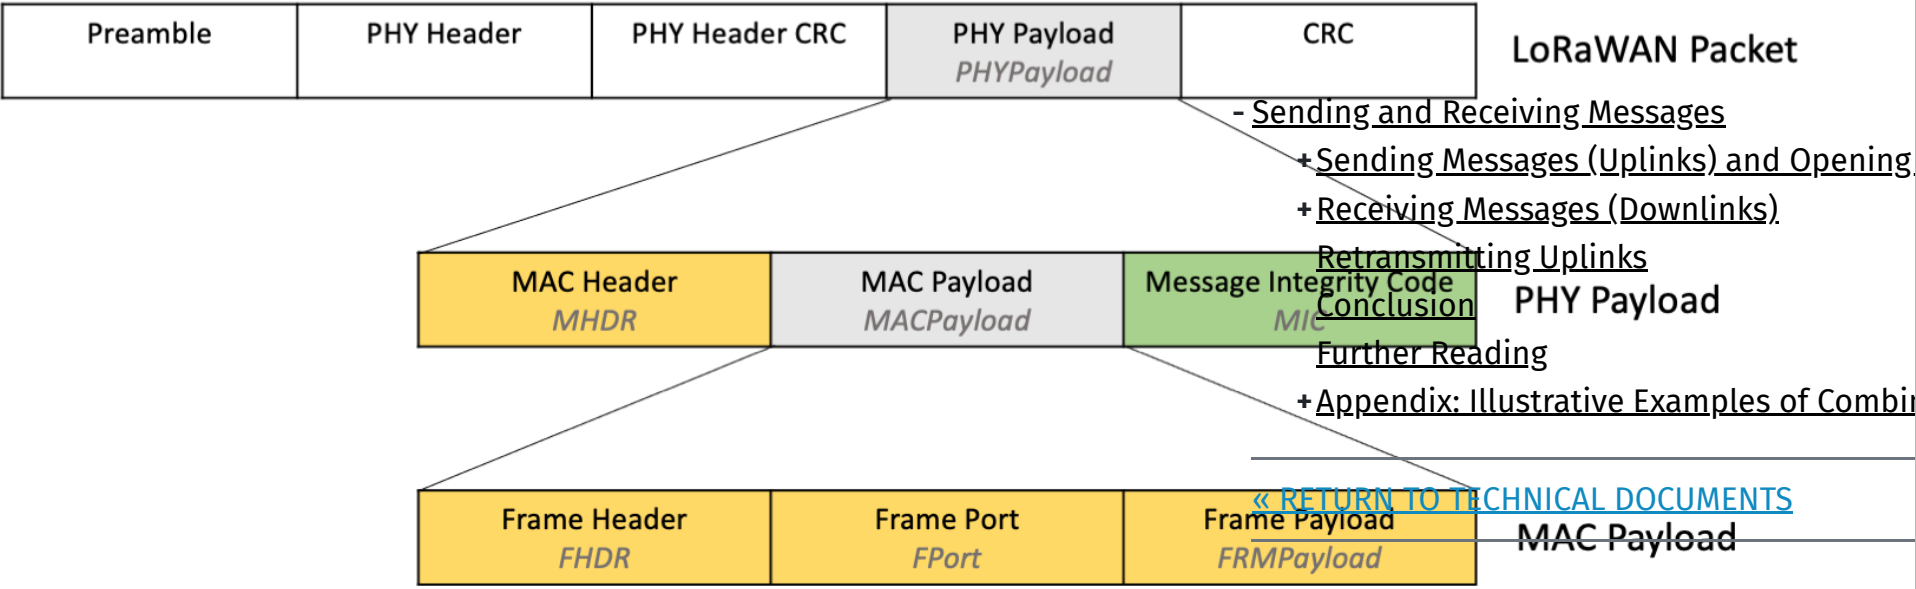 Preamble
PHY Header
PHY Header CRC
PHY Payload
PHYPayload
CRC
LoRaWAN Packet
- Sending and Receiving Messages
+ Sending Messages (Uplinks) and Opening
+ Receiving Messages (Downlinks)
Retransmitting Uplinks
MAC Header
MHDR
MAC Payload
MACPayload
Message Integrity Code
MIC
Conclusion
PHY Payload
Further Reading
+ Appendix: Illustrative Examples of
« RETURN TO TECHNICAL DOCUMENTS
Frame Header
FHDR
Frame Port
FPort
Frame Payload
FRMPayload
MAC Payload